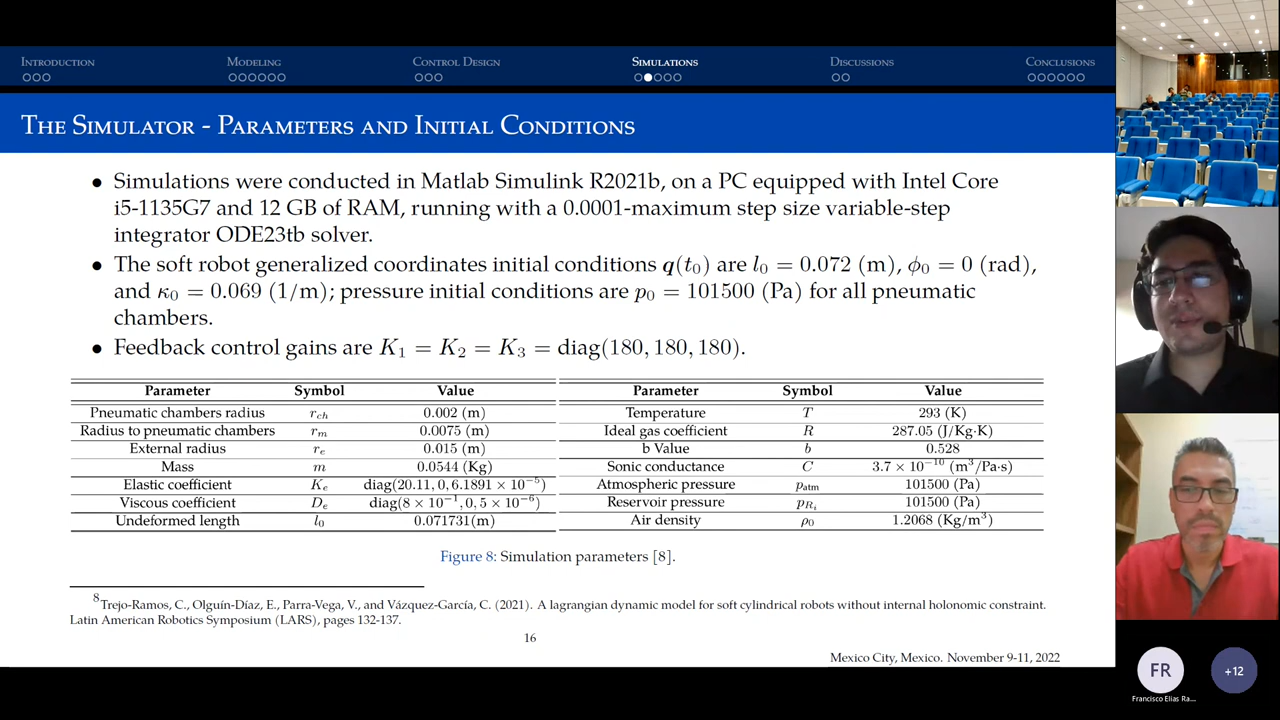 INTRODUCTION MODELING CONTROL DESIGN SIMULATIONS DISCUSSIONS CONCLUSIONS
THE SIMULATOR - PARAMETERS AND INITIAL CONDITIONS
• Simulations were conducted in Matlab Simulink R2021b, on a PC equipped with Intel Core
i5-1135G7 and 12 GB of RAM, running with a 0.0001-maximum step size variable-step
integrator ODE23tb solver.
• The soft robot generalized coordinates initial conditions q(t₀) are l₀ = 0.072 (m), ϕ₀ = 0 (rad),
and κ₀ = 0.069 (1/m); pressure initial conditions are p₀ = 101500 (Pa) for all pneumatic
chambers.
• Feedback control gains are K₁ = K₂ = K₃ = diag(180, 180, 180).
Parameter Symbol Value Parameter Symbol Value
Pneumatic chambers radius r_ch 0.002 (m) Temperature T 293 (K)
Radius to pneumatic chambers r_m 0.0075 (m) Ideal gas coefficient R 287.05 (J/Kg·K)
External radius r_e 0.015 (m) b Value b 0.528
Mass m 0.0544 (Kg) Sonic conductance C 3.7 × 10⁻¹⁰ (m³/Pa·s)
Elastic coefficient K_e diag(20.11, 0, 6.1891 × 10⁻⁵) Atmospheric pressure p_atm 101500 (Pa)
Viscous coefficient D_e diag(8 × 10⁻¹, 0, 5 × 10⁻⁶) Reservoir pressure p_{R_i} 101500 (Pa)
Undeformed length l₀ 0.071731(m) Air density ρ₀ 1.2068 (Kg/m³)
Figure 8: Simulation parameters [8].
⁸Trejo-Ramos, C., Olguín-Díaz, E., Parra-Vega, V., and Vázquez-García, C. (2021). A lagrangian dynamic model for soft cylindrical robots without internal holonomic constraint.
Latin American Robotics Symposium (LARS), pages 132-137.
16
Mexico City, Mexico. November 9-11, 2022
FR +12
Francisco Elias Ra...